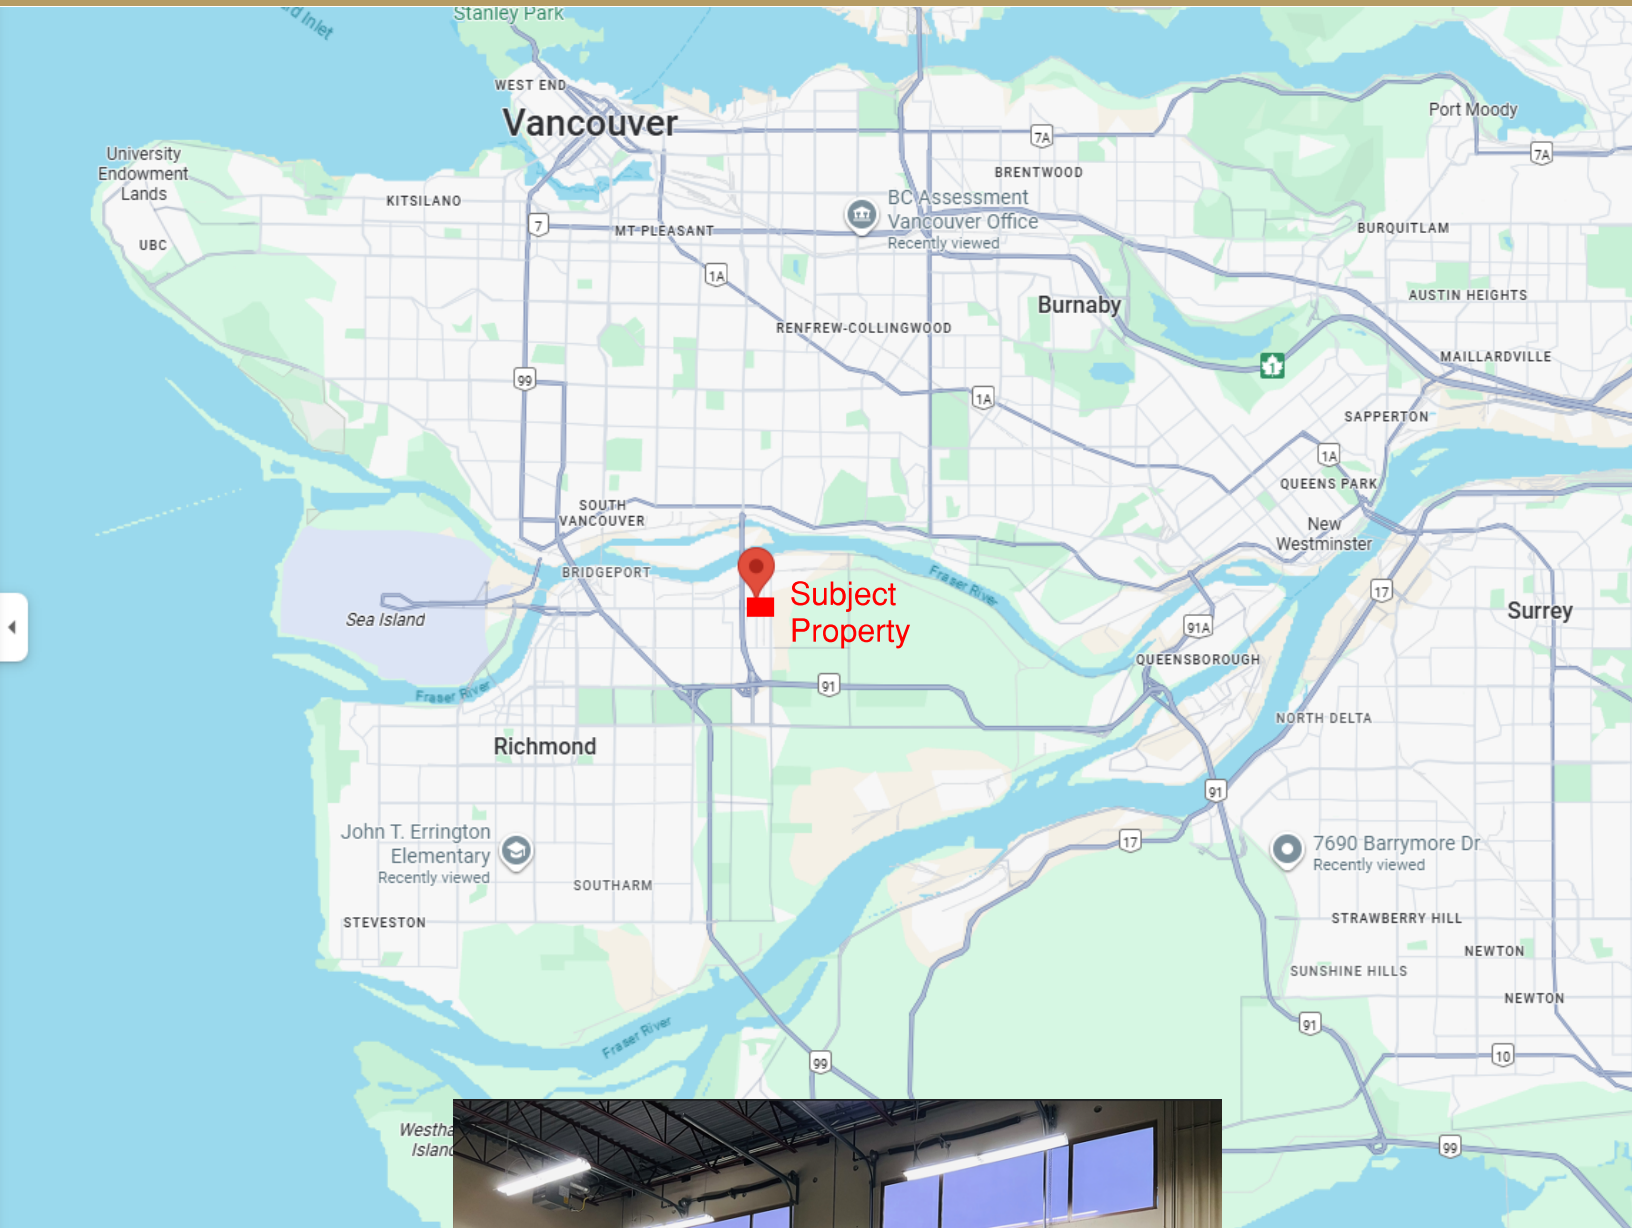 Stanley Park
WEST END
Vancouver
Port Moody
7A
7A
University
Endowment
Lands
BRENTWOOD
KITSILANO
BC Assessment
Vancouver Office
Recently viewed
7
MT PLEASANT
BURQUITLAM
UBC
1A
AUSTIN HEIGHTS
Burnaby
RENFREW-COLLINGWOOD
MAILLARDVILLE
1
99
1A
SAPPERTON
1A
QUEENS PARK
SOUTH
VANCOUVER
New
Westminster
BRIDGEPORT
Fraser River
17
Subject
Property
Sea Island
Surrey
91A
QUEENSBOROUGH
Fraser River
91
NORTH DELTA
Richmond
91
John T. Errington
Elementary
Recently viewed
17
7690 Barrymore Dr
Recently viewed
SOUTHARM
STEVESTON
STRAWBERRY HILL
NEWTON
SUNSHINE HILLS
NEWTON
Fraser River
91
99
10
99